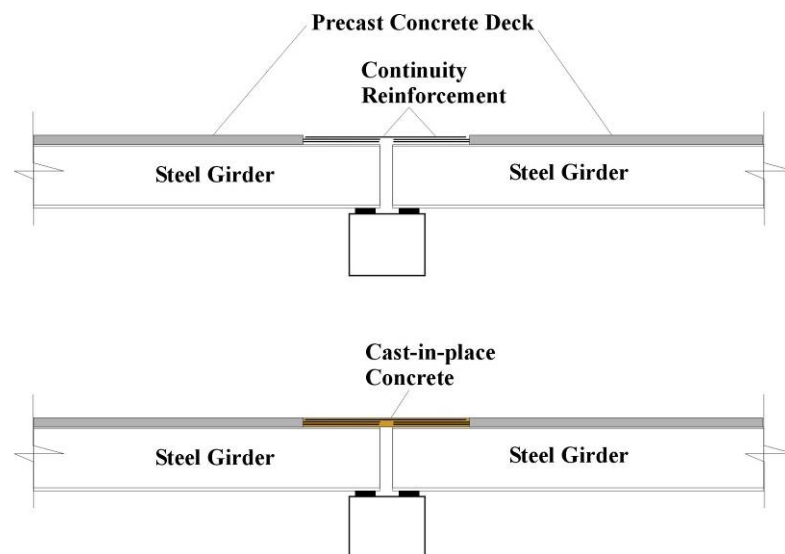 Precast Concrete Deck
Continuity
Reinforcement
Steel Girder
Steel Girder
Cast-in-place
Concrete
Steel Girder
Steel Girder